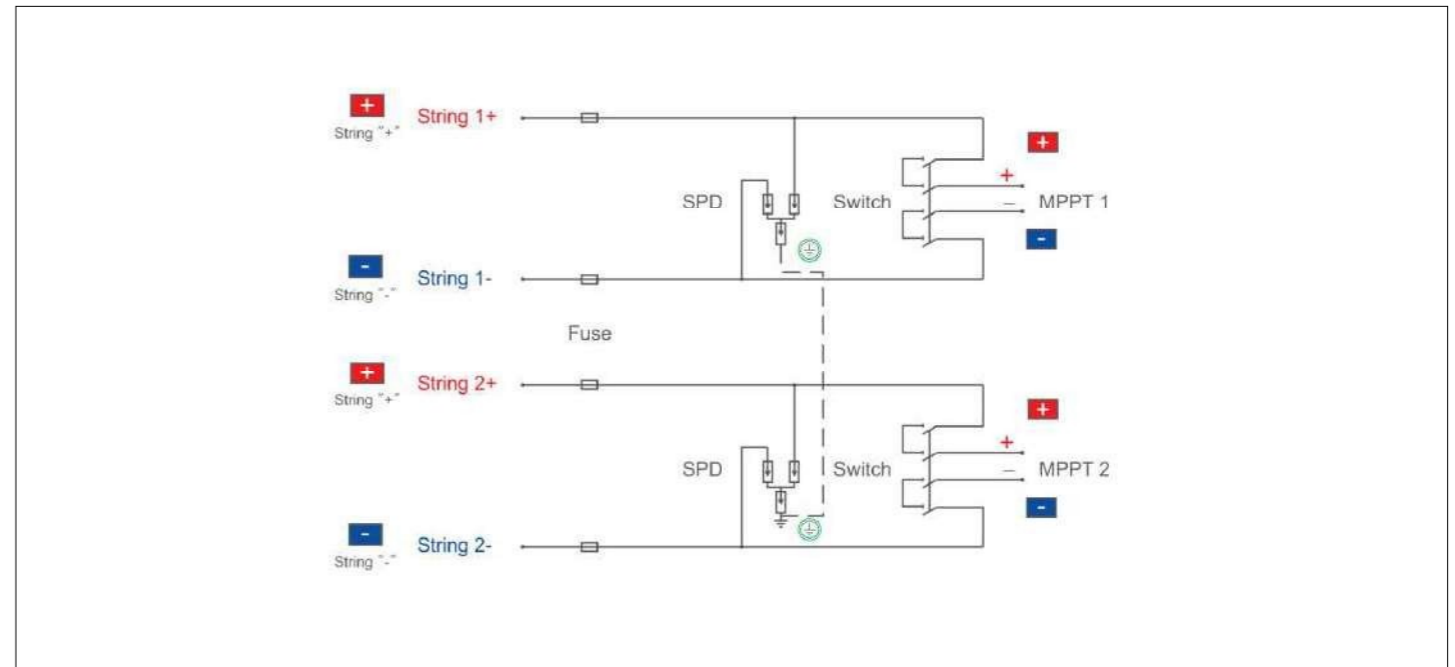 +
String "+"
String 1+
+
SPD
Switch
+
−
MPPT 1
-
-
String "-"
String 1-
Fuse
+
String "+"
String 2+
+
SPD
Switch
+
−
MPPT 2
-
-
String "-"
String 2-